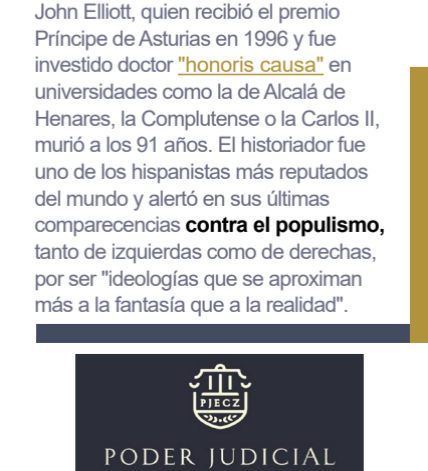 John Elliott, quien recibió el premio
Príncipe de Asturias en 1996 y fue
investido doctor "honoris causa" en
universidades como la de Alcalá de
Henares, la Complutense o la Carlos II,
murió a los 91 años. El historiador fue
uno de los hispanistas más reputados
del mundo y alertó en sus últimas
comparecencias contra el populismo,
tanto de izquierdas como de derechas,
por ser "ideologías que se aproximan
más a la fantasía que a la realidad".
PJECZ
PODER JUDICIAL